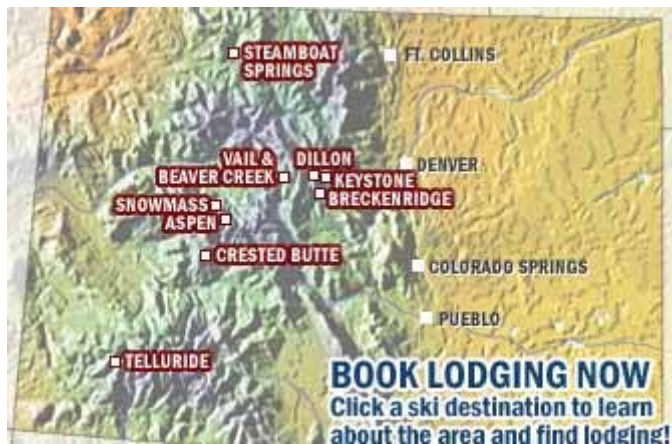 STEAMBOAT
SPRINGS
FT. COLLINS
VAIL &
BEAVER CREEK
DILLON
KEYSTONE
BRECKENRIDGE
DENVER
SNOWMASS
ASPEN
CRESTED BUTTE
COLORADO SPRINGS
PUEBLO
TELLURIDE
BOOK LODGING NOW
Click a ski destination to learn
about the area and find lodging!